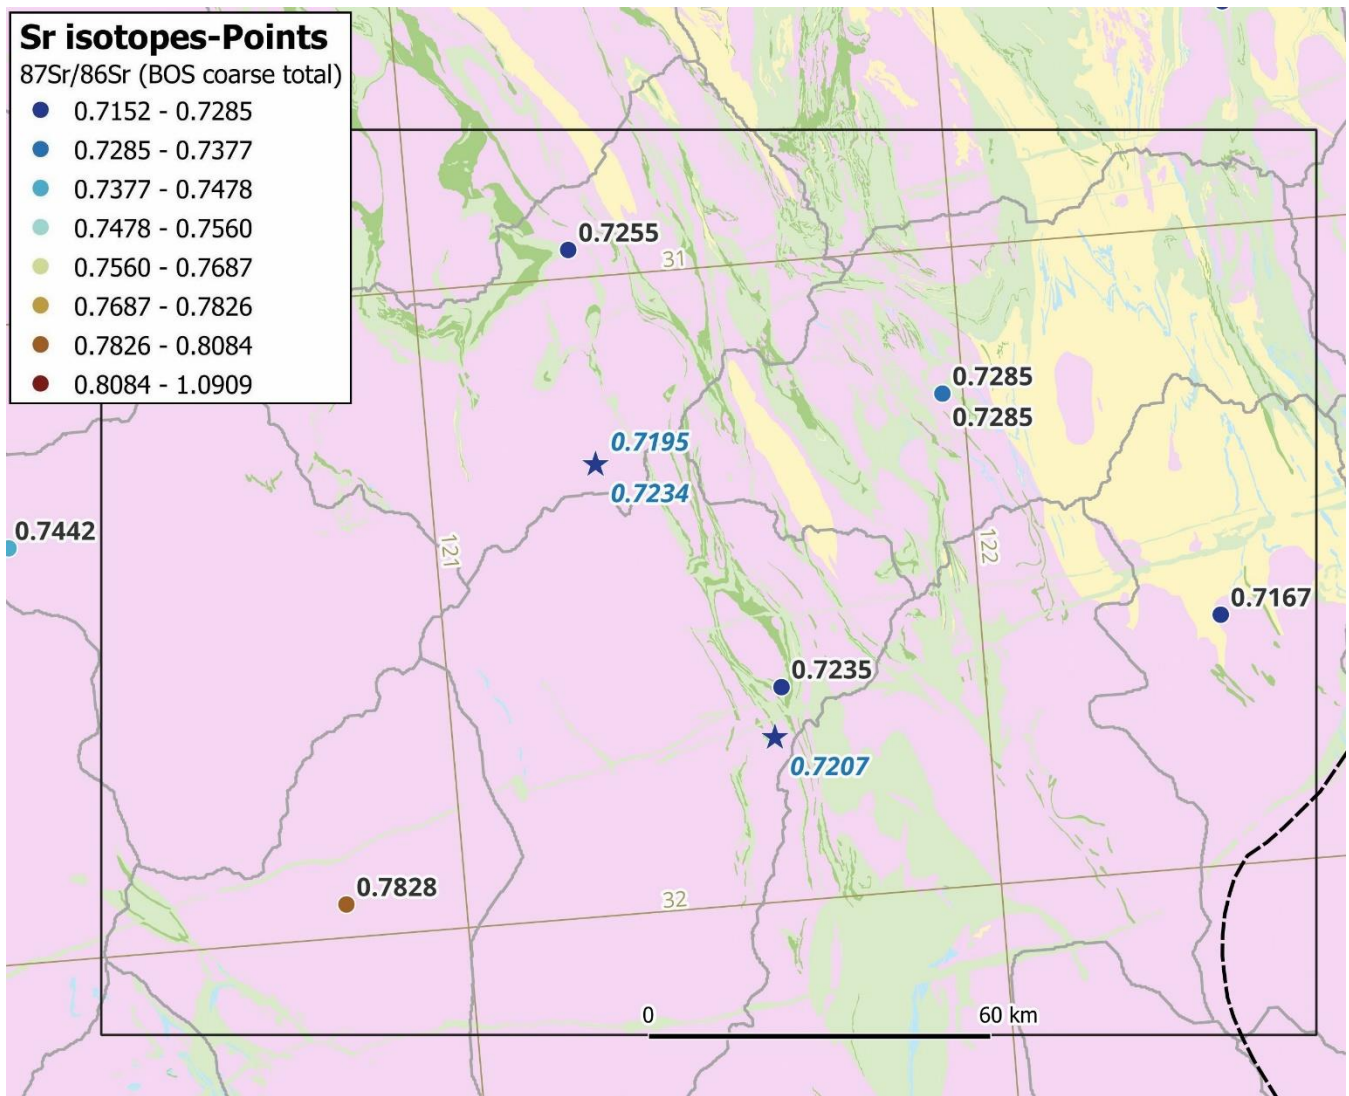 Sr isotopes-Points
87Sr/86Sr (BOS coarse total)
0.7152 - 0.7285
0.7285 - 0.7377
0.7377 - 0.7478
0.7478 - 0.7560
0.7560 - 0.7687
0.7687 - 0.7826
0.7826 - 0.8084
0.8084 - 1.0909
0.7255
31
0.7285
0.7285
0.7195
0.7234
0.7442
121
122
0.7167
0.7235
0.7207
0.7828
32
0 60 km